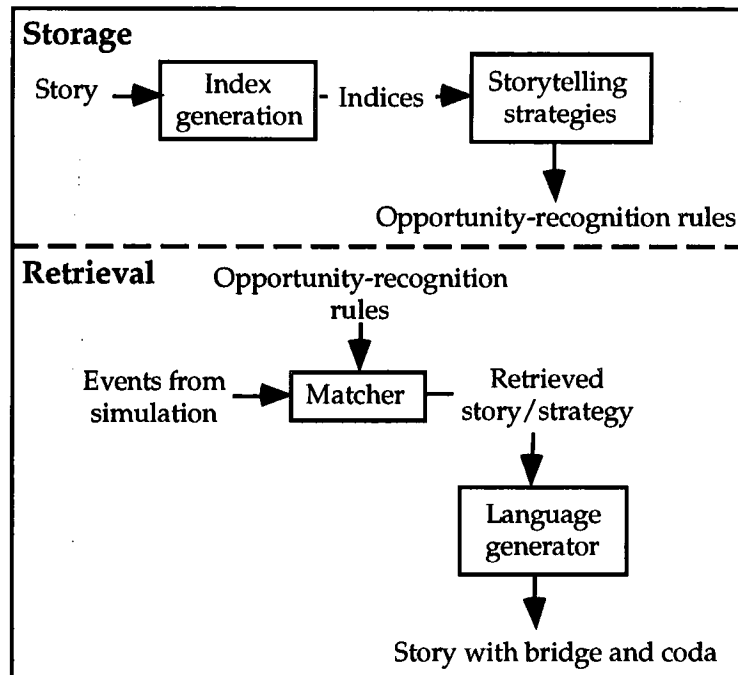 Storage
Story
Index
generation
Indices
Storytelling
strategies
Opportunity-recognition rules
Retrieval
Opportunity-recognition
rules
Events from
simulation
Matcher
Retrieved
story/strategy
Language
generator
Story with bridge and coda